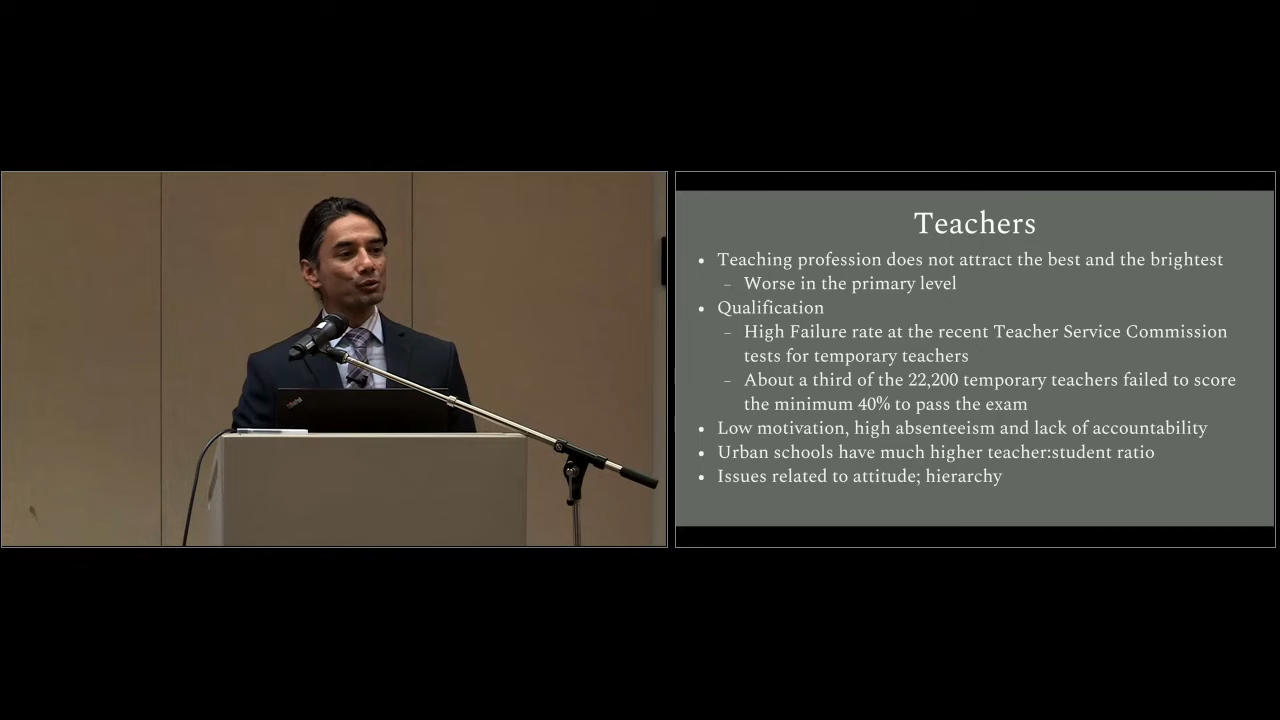 Teachers
• Teaching profession does not attract the best and the brightest
– Worse in the primary level
• Qualification
– High Failure rate at the recent Teacher Service Commission
tests for temporary teachers
– About a third of the 22,200 temporary teachers failed to score
the minimum 40% to pass the exam
• Low motivation, high absenteeism and lack of accountability
• Urban schools have much higher teacher:student ratio
• Issues related to attitude; hierarchy